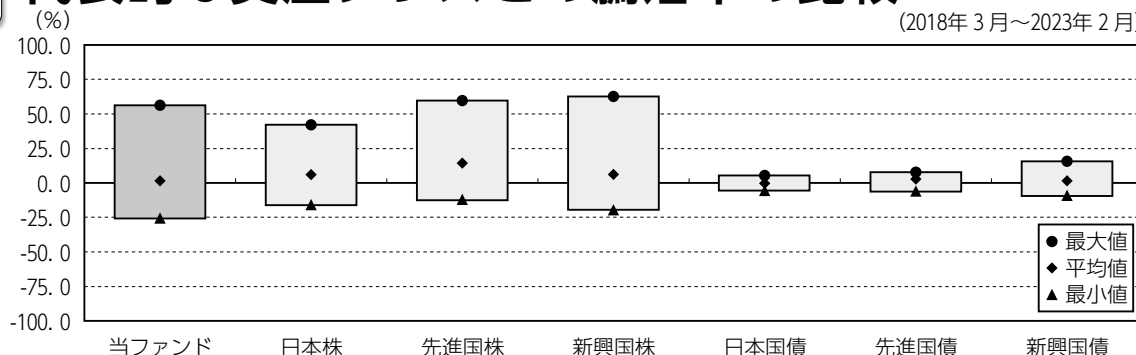 (%)
(2018年3月～2023年2月)
100.0
75.0
50.0
25.0
0.0
-25.0
-50.0
-75.0
-100.0
● 最大値
◆ 平均値
▲ 最小値
当ファンド 日本株 先進国株 新興国株 日本国債 先進国債 新興国債